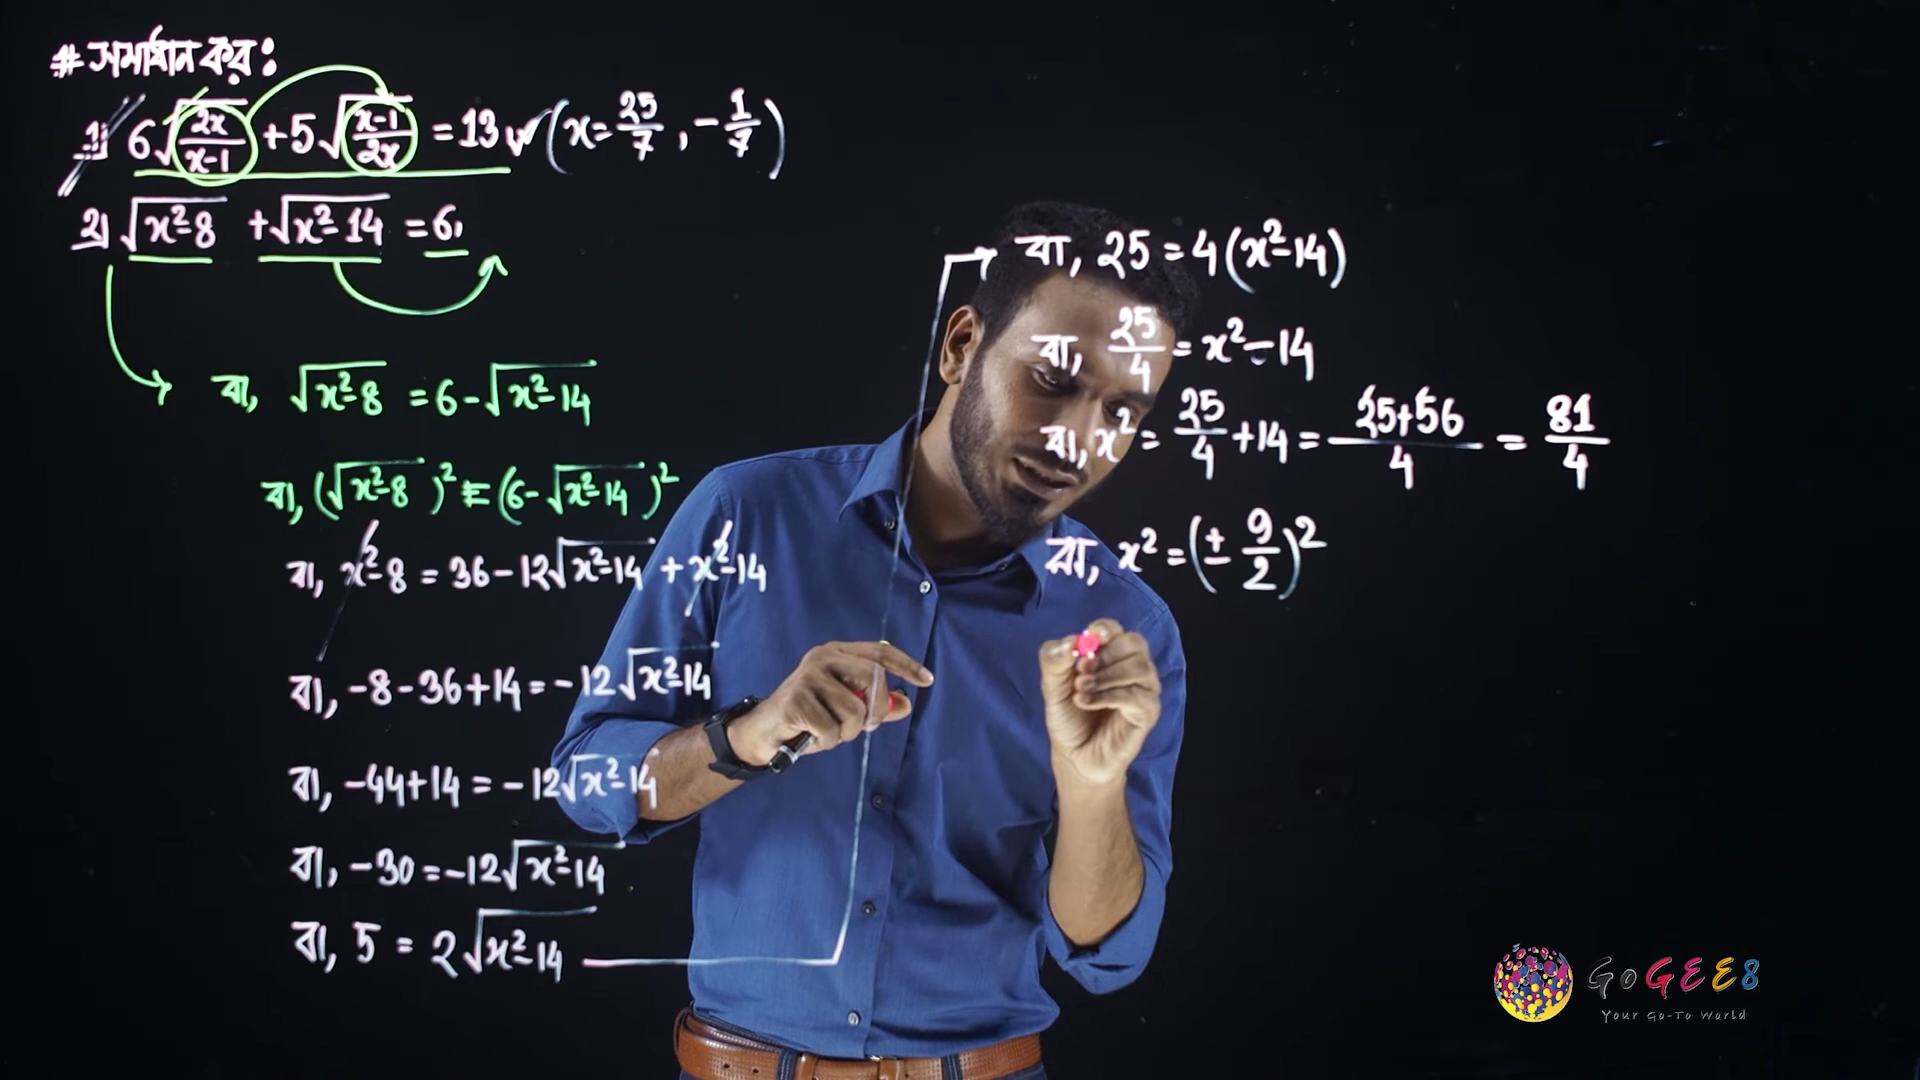 # সমাধান কর:
১। 6√(2x/(x-1)) + 5√((x-1)/2x) = 13 ✓ (x = 25/7, -1/7)
২। √(x²-8) + √(x²-14) = 6,
বা, √(x²-8) = 6 - √(x²-14)
বা, (√(x²-8))² = (6 - √(x²-14))²
বা, x²-8 = 36 - 12√(x²-14) + x²-14
বা, -8-36+14 = -12√(x²-14)
বা, -44+14 = -12√(x²-14)
বা, -30 = -12√(x²-14)
বা, 5 = 2√(x²-14)
বা, 25 = 4(x²-14)
বা, 25/4 = x²-14
বা, x² = 25/4 + 14 = (25+56)/4 = 81/4
বা, x² = (± 9/2)²
GoGEE8
Your Go-To World